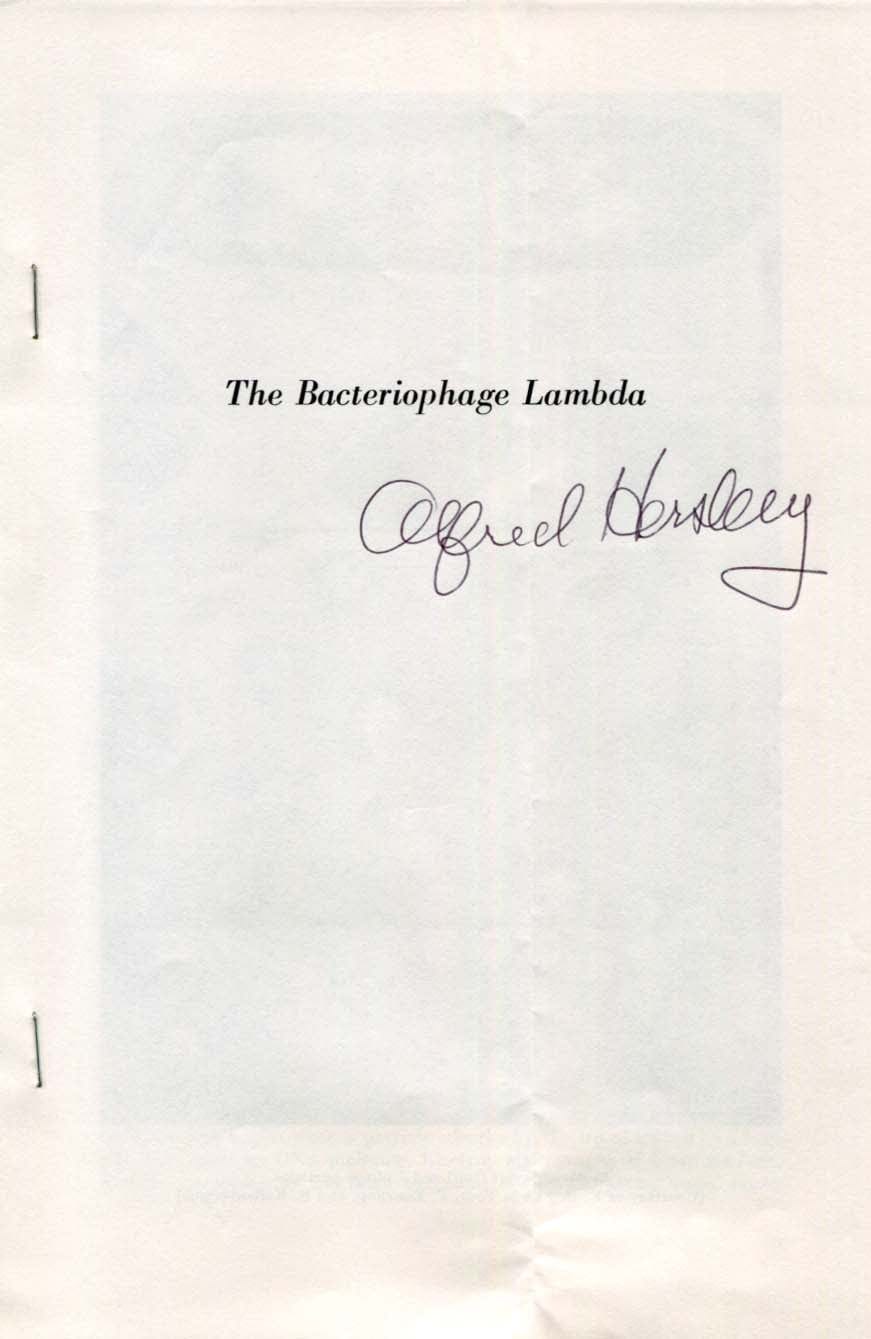 The Bacteriophage Lambda
Alfred Hershey